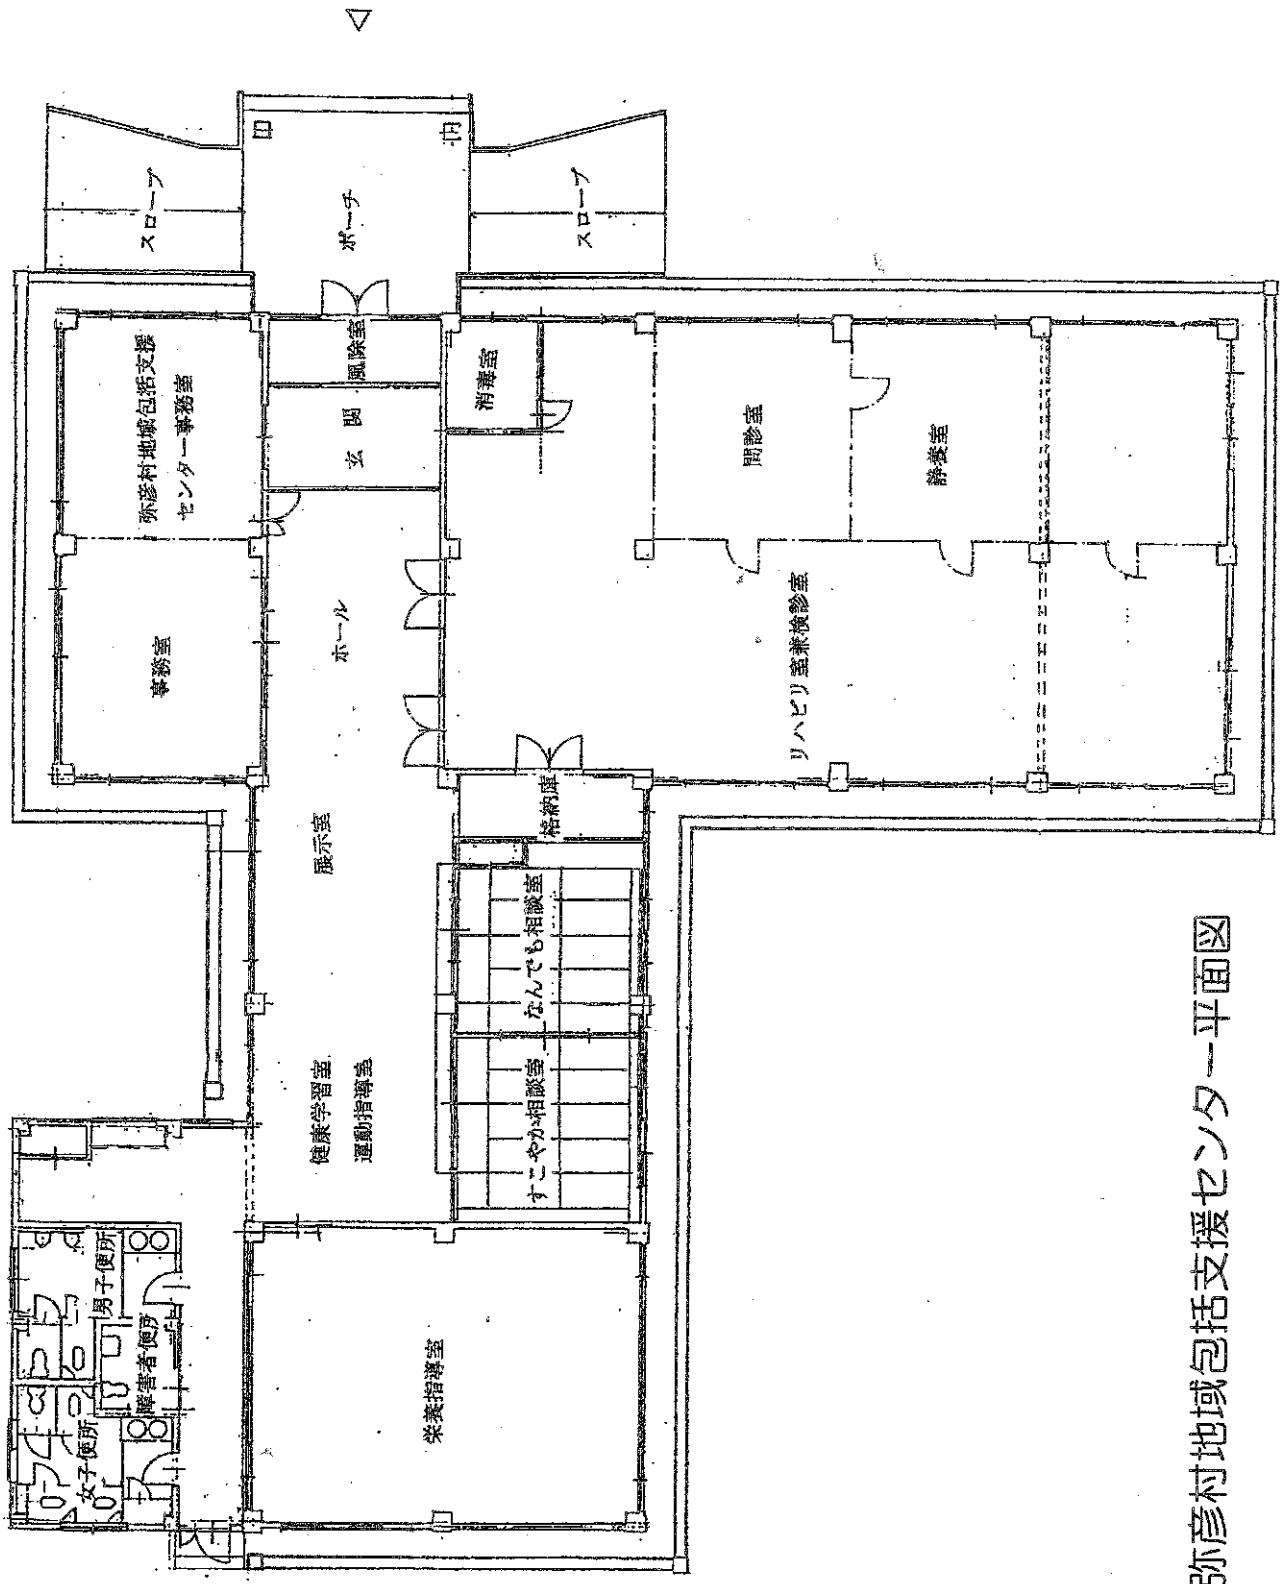 弥彦村地域包括支援センター平面図
スロープ
ポーチ
スロープ
風除室
玄関
弥彦村地域包括支援
センター事務室
事務室
ホール
消毒室
問診室
静養室
リハビリ室兼検診室
格納庫
展示室
なんでも相談室
すこやか相談室
健康学習室
運動指導室
栄養指導室
男子便所
障害者便所
女子便所